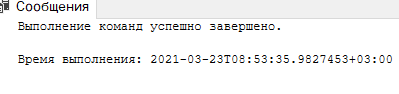 Сообщения
Выполнение команд успешно завершено.
Время выполнения: 2021-03-23T08:53:35.9827453+03:00